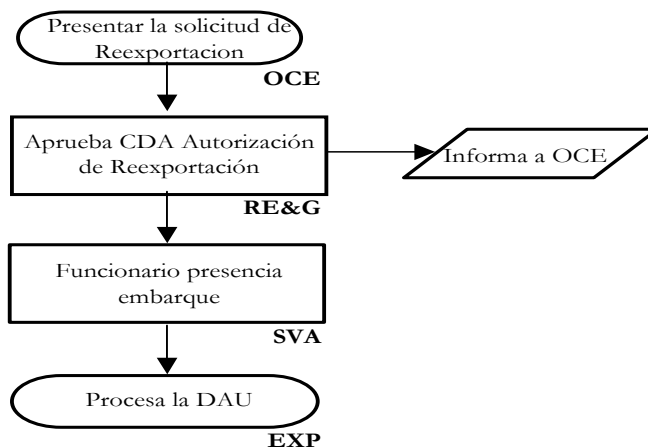 Presentar la solicitud de
Reexportacion
OCE
Aprueba CDA Autorización
de Reexportación
Informa a OCE
RE&G
Funcionario presencia
embarque
SVA
Procesa la DAU
EXP